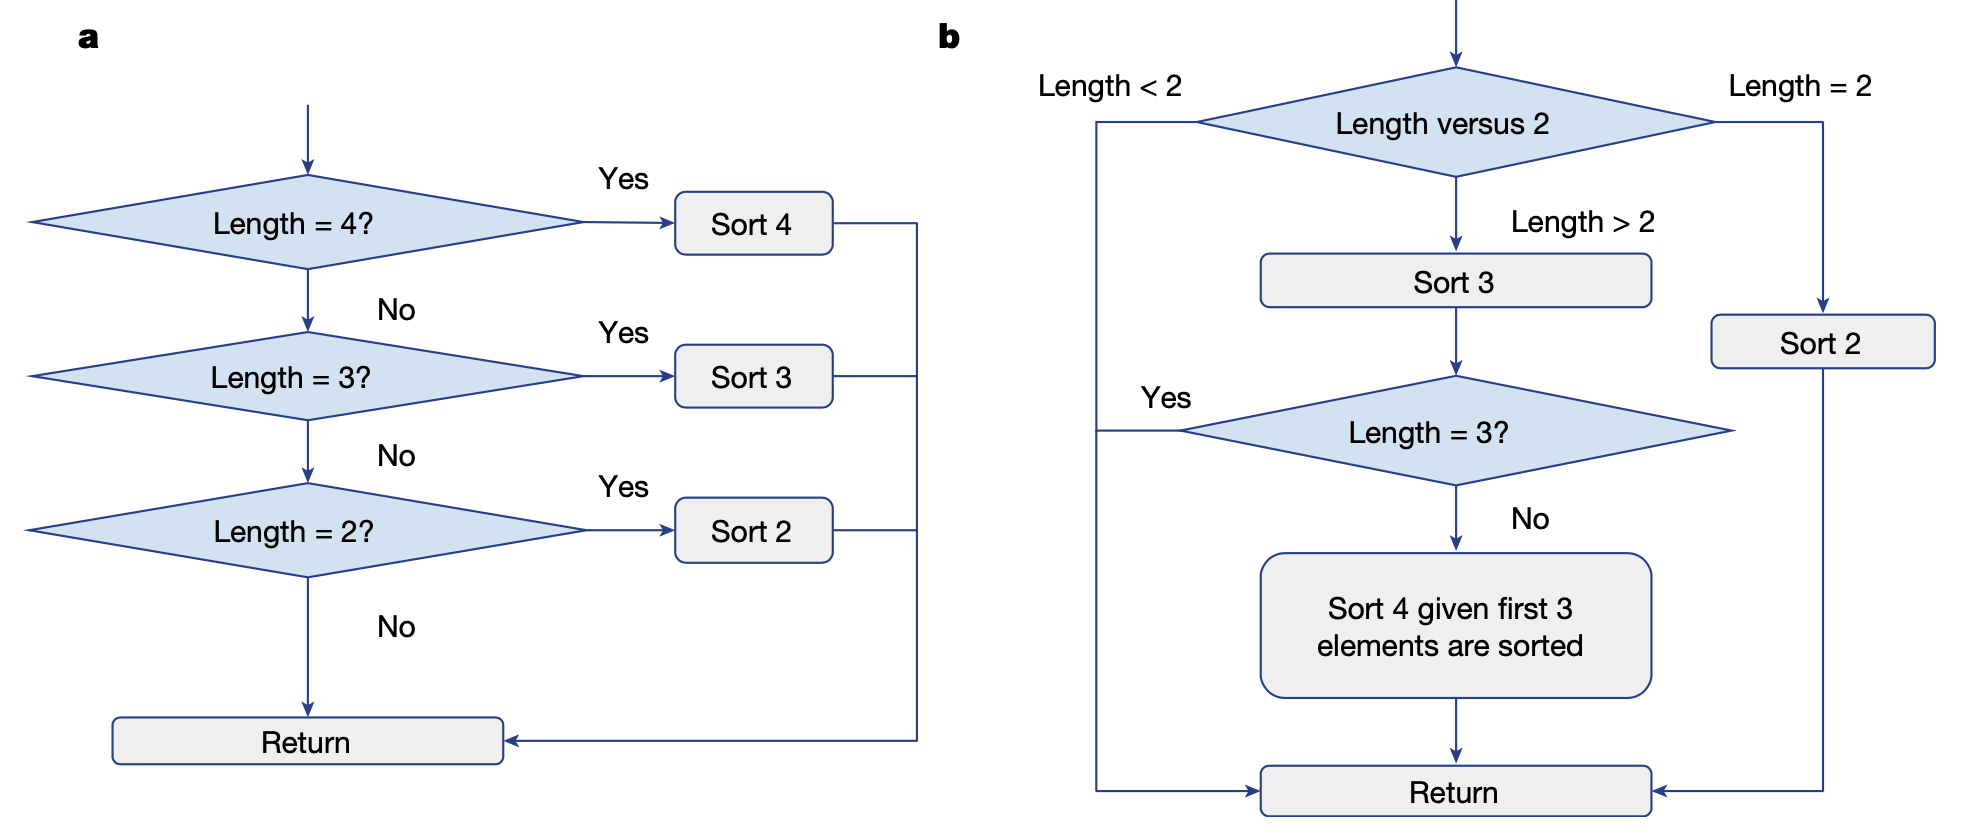 a
Length = 4?
Yes
Sort 4
No
Length = 3?
Yes
Sort 3
No
Length = 2?
Yes
Sort 2
No
Return
b
Length < 2
Length versus 2
Length = 2
Length > 2
Sort 3
Sort 2
Yes
Length = 3?
No
Sort 4 given first 3
elements are sorted
Return